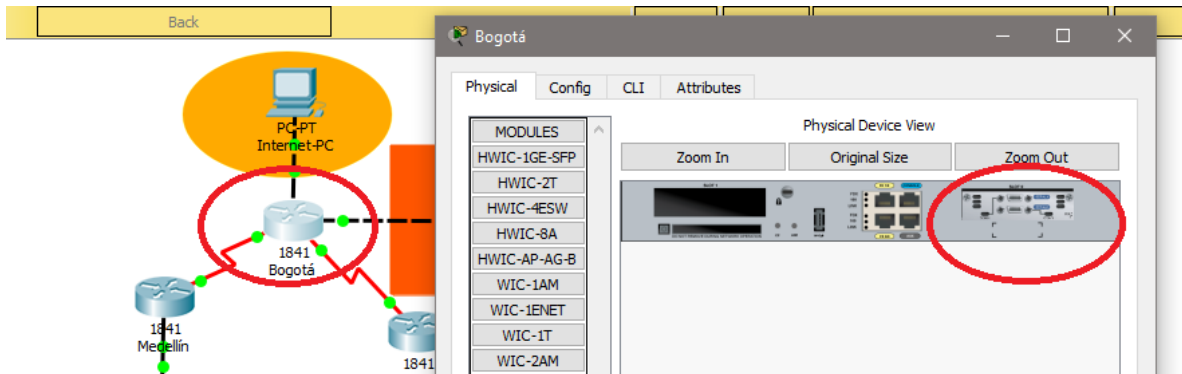 Back
PC-PT
Internet-PC
1841
Bogotá
1841
Medellín
1841
Bogotá
Physical
Config
CLI
Attributes
MODULES
HWIC-1GE-SFP
HWIC-2T
HWIC-4ESW
HWIC-8A
HWIC-AP-AG-B
WIC-1AM
WIC-1ENET
WIC-1T
WIC-2AM
Physical Device View
Zoom In
Original Size
Zoom Out